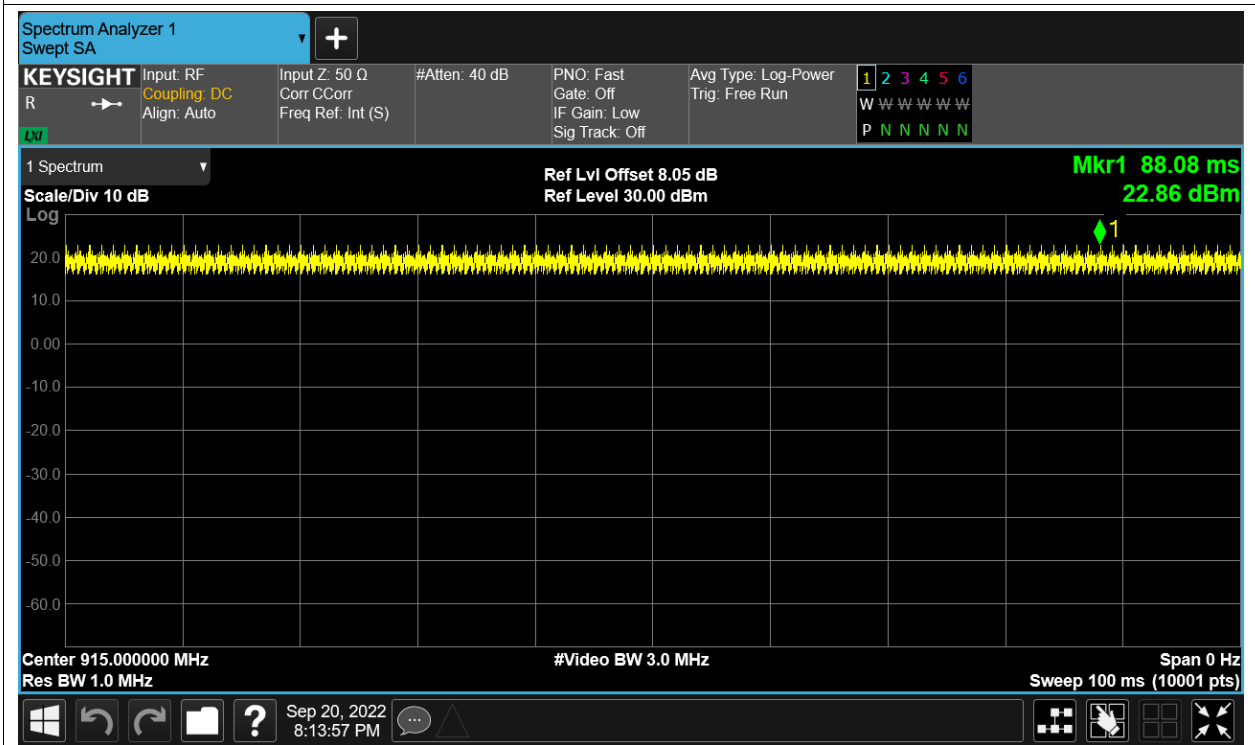 Spectrum Analyzer 1
Swept SA
KEYSIGHT
R
LXI
Input: RF
Coupling: DC
Align: Auto
Input Z: 50 Ω
Corr CCorr
Freq Ref: Int (S)
#Atten: 40 dB
PNO: Fast
Gate: Off
IF Gain: Low
Sig Track: Off
Avg Type: Log-Power
Trig: Free Run
1 2 3 4 5 6
W W W W W W
P N N N N N
1 Spectrum
Scale/Div 10 dB
Log
Ref Lvl Offset 8.05 dB
Ref Level 30.00 dBm
Mkr1 88.08 ms
22.86 dBm
1
20.0
10.0
0.00
-10.0
-20.0
-30.0
-40.0
-50.0
-60.0
Center 915.000000 MHz
Res BW 1.0 MHz
#Video BW 3.0 MHz
Span 0 Hz
Sweep 100 ms (10001 pts)
?
Sep 20, 2022
8:13:57 PM